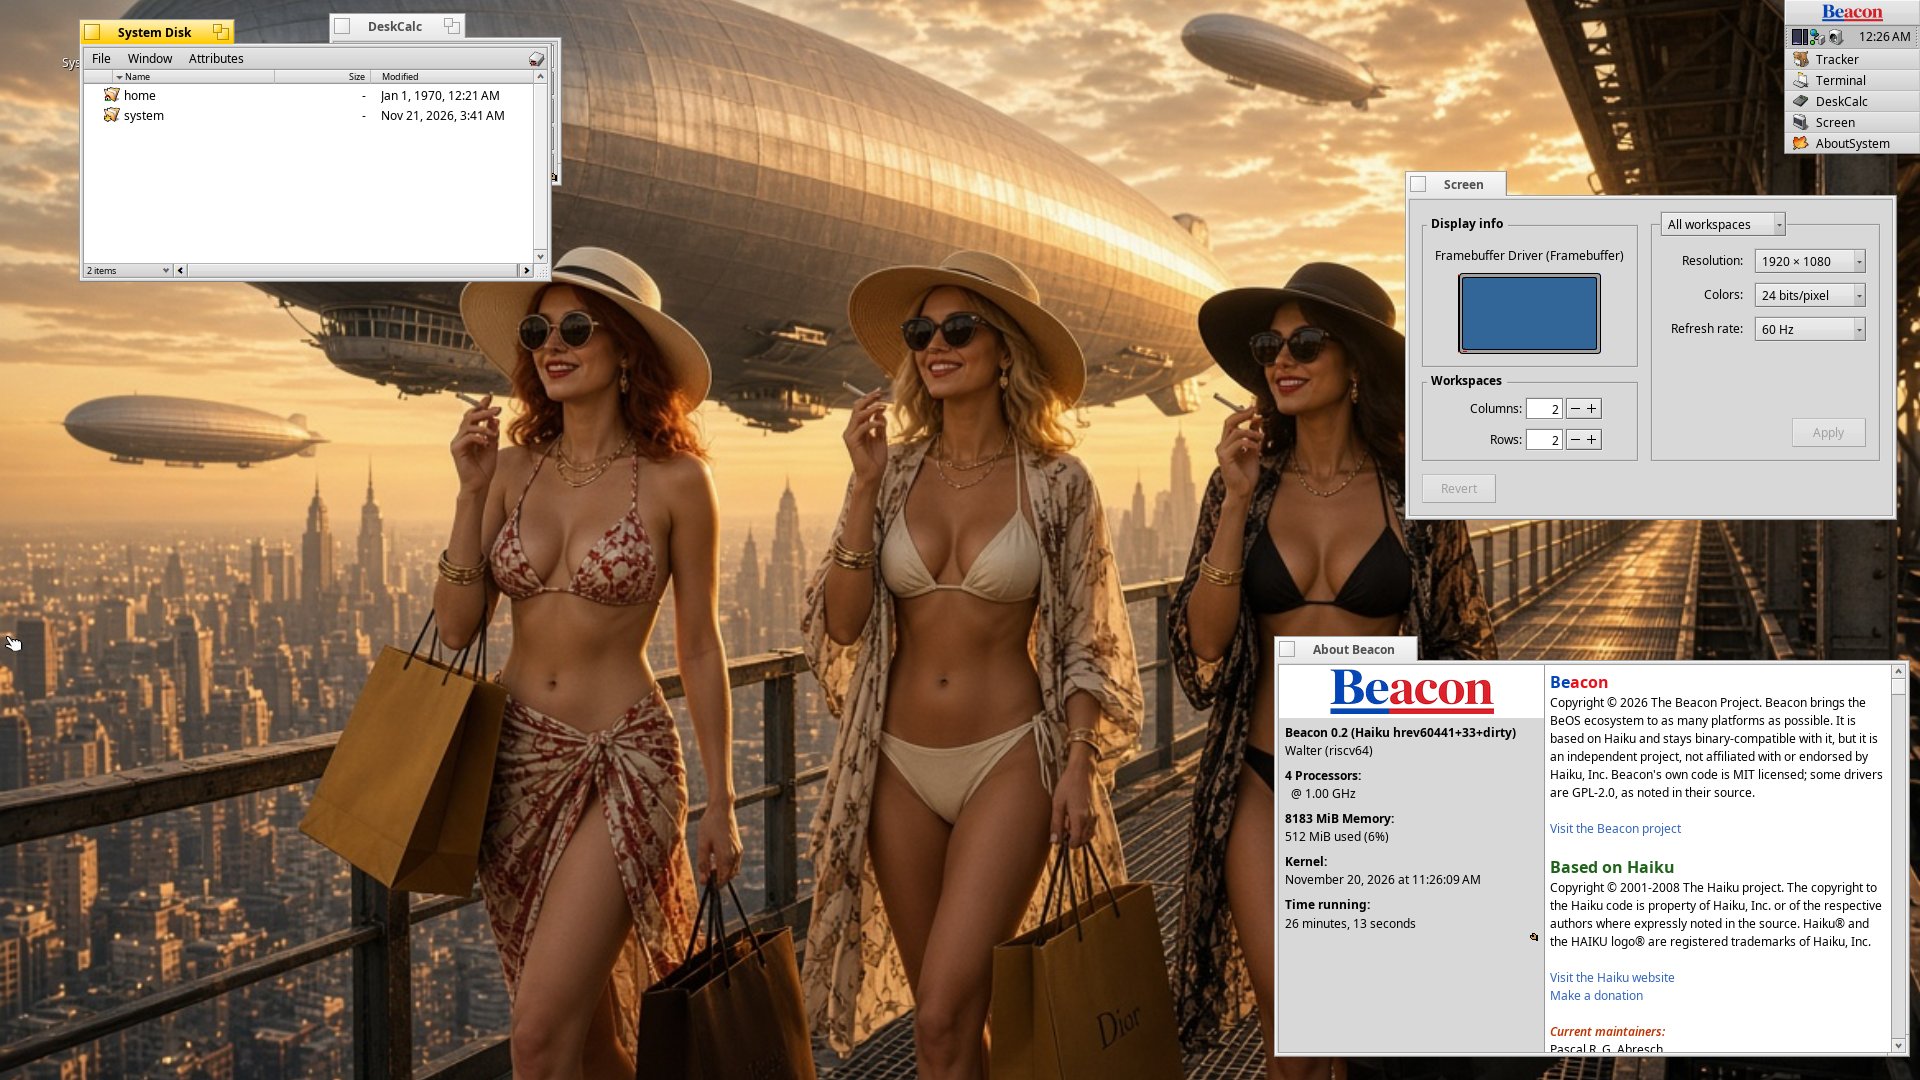 System Disk
File Window Attributes
Name Size Modified
home - Jan 1, 1970, 12:21 AM
system - Nov 21, 2026, 3:41 AM
2 items
DeskCalc
Beacon
12:26 AM
Tracker
Terminal
DeskCalc
Screen
AboutSystem
Screen
Display info
Framebuffer Driver (Framebuffer)
Workspaces
Columns: 2
Rows: 2
Revert
All workspaces
Resolution: 1920 × 1080
Colors: 24 bits/pixel
Refresh rate: 60 Hz
Apply
About Beacon
Beacon
Beacon 0.2 (Haiku hrev60441+33+dirty)
Walter (riscv64)
4 Processors:
@ 1.00 GHz
8183 MiB Memory:
512 MiB used (6%)
Kernel:
November 20, 2026 at 11:26:09 AM
Time running:
26 minutes, 13 seconds
Beacon
Copyright © 2026 The Beacon Project. Beacon brings the
BeOS ecosystem to as many platforms as possible. It is
based on Haiku and stays binary-compatible with it, but it is
an independent project, not affiliated with or endorsed by
Haiku, Inc. Beacon's own code is MIT licensed; some drivers
are GPL-2.0, as noted in their source.
Visit the Beacon project
Based on Haiku
Copyright © 2001-2008 The Haiku project. The copyright to
the Haiku code is property of Haiku, Inc. or of the respective
authors where expressly noted in the source. Haiku® and
the HAIKU logo® are registered trademarks of Haiku, Inc.
Visit the Haiku website
Make a donation
Current maintainers:
Pascal R. G. Abresch
Dior